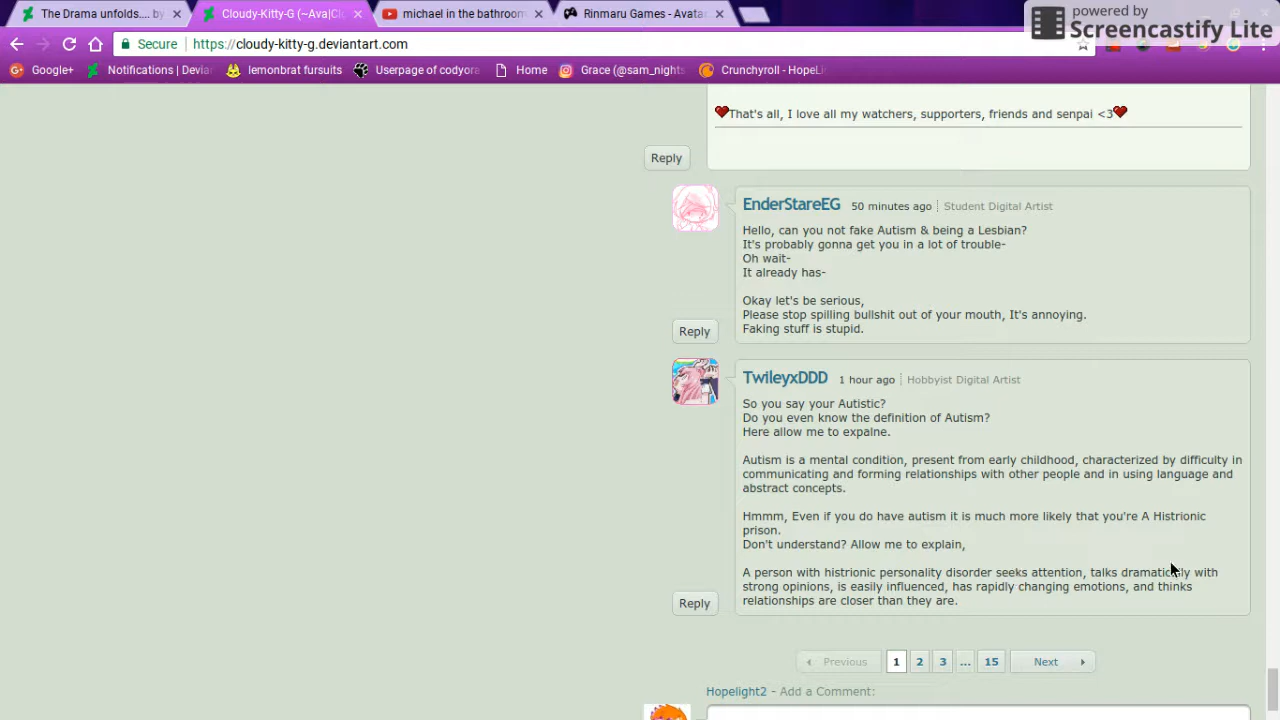 The Drama unfolds.... by
Cloudy-Kitty-G (~Ava|Clo
michael in the bathroom
Rinmaru Games - Avatar
powered by
Screencastify Lite
Secure https://cloudy-kitty-g.deviantart.com
Google+ Notifications | Devia lemonbrat fursuits Userpage of codyora Home Grace (@sam_nights Crunchyroll - HopeLi
That's all, I love all my watchers, supporters, friends and senpai <3
Reply
EnderStareEG 50 minutes ago Student Digital Artist
Hello, can you not fake Autism & being a Lesbian?
It's probably gonna get you in a lot of trouble-
Oh wait-
It already has-
Okay let's be serious,
Please stop spilling bullshit out of your mouth, It's annoying.
Faking stuff is stupid.
Reply
TwileyxDDD 1 hour ago Hobbyist Digital Artist
So you say your Autistic?
Do you even know the definition of Autism?
Here allow me to expalne.
Autism is a mental condition, present from early childhood, characterized by difficulty in
communicating and forming relationships with other people and in using language and
abstract concepts.
Hmmm, Even if you do have autism it is much more likely that you're A Histrionic
prison.
Don't understand? Allow me to explain,
A person with histrionic personality disorder seeks attention, talks dramatically with
strong opinions, is easily influenced, has rapidly changing emotions, and thinks
relationships are closer than they are.
Reply
Previous 1 2 3 ... 15 Next
Hopelight2 - Add a Comment: